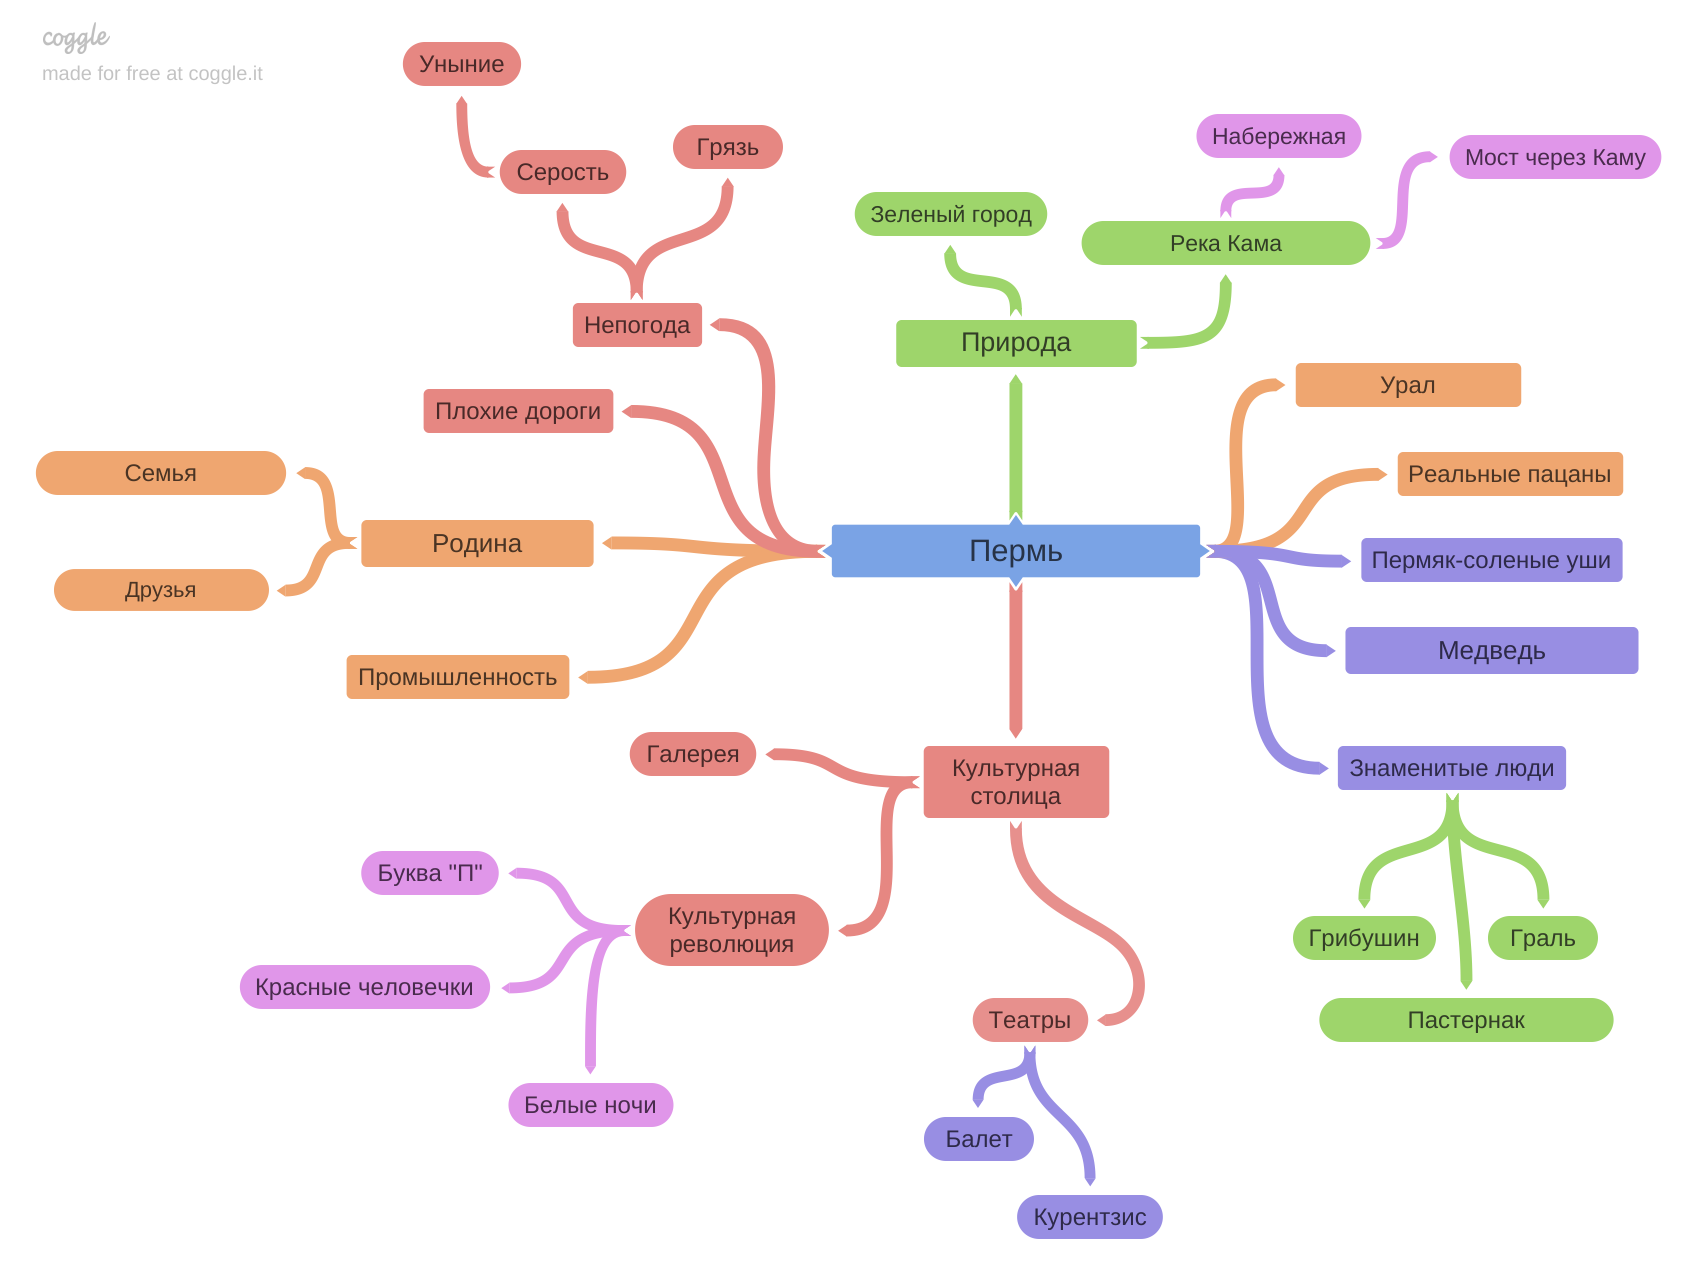 coggle
made for free at coggle.it
Уныние
Грязь
Серость
Непогода
Плохие дороги
Зеленый город
Набережная
Мост через Каму
Река Кама
Природа
Урал
Реальные пацаны
Пермяк-соленые уши
Медведь
Знаменитые люди
Грибушин
Граль
Пастернак
Пермь
Семья
Родина
Друзья
Промышленность
Галерея
Культурная
столица
Буква "П"
Культурная
революция
Красные человечки
Белые ночи
Театры
Балет
Курентзис